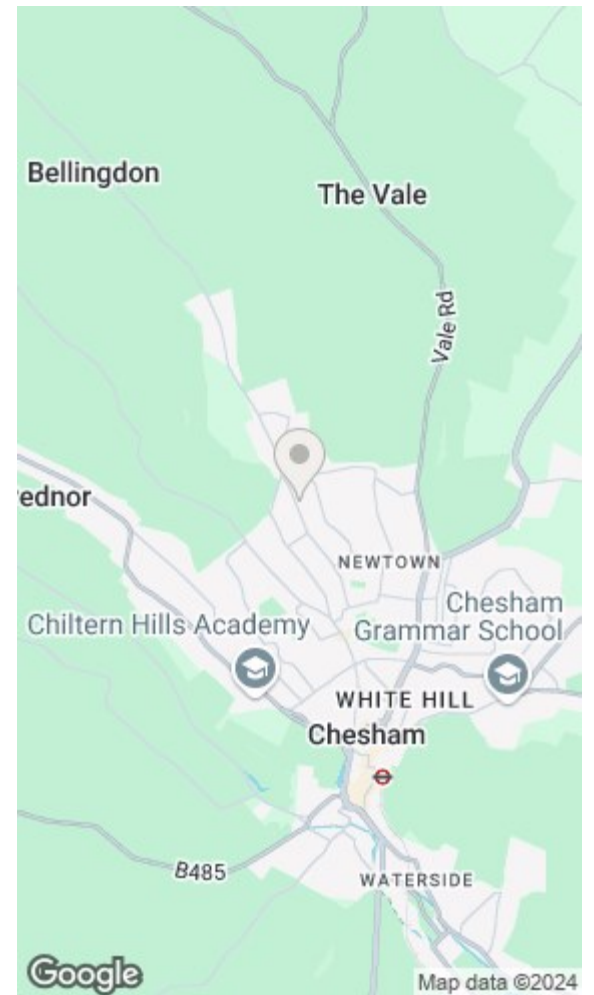 Bellingdon
The Vale
Vale Rd
ednor
NEWTOWN
Chiltern Hills Academy
Chesham
Grammar School
WHITE HILL
Chesham
B485
WATERSIDE
Google
Map data ©2024